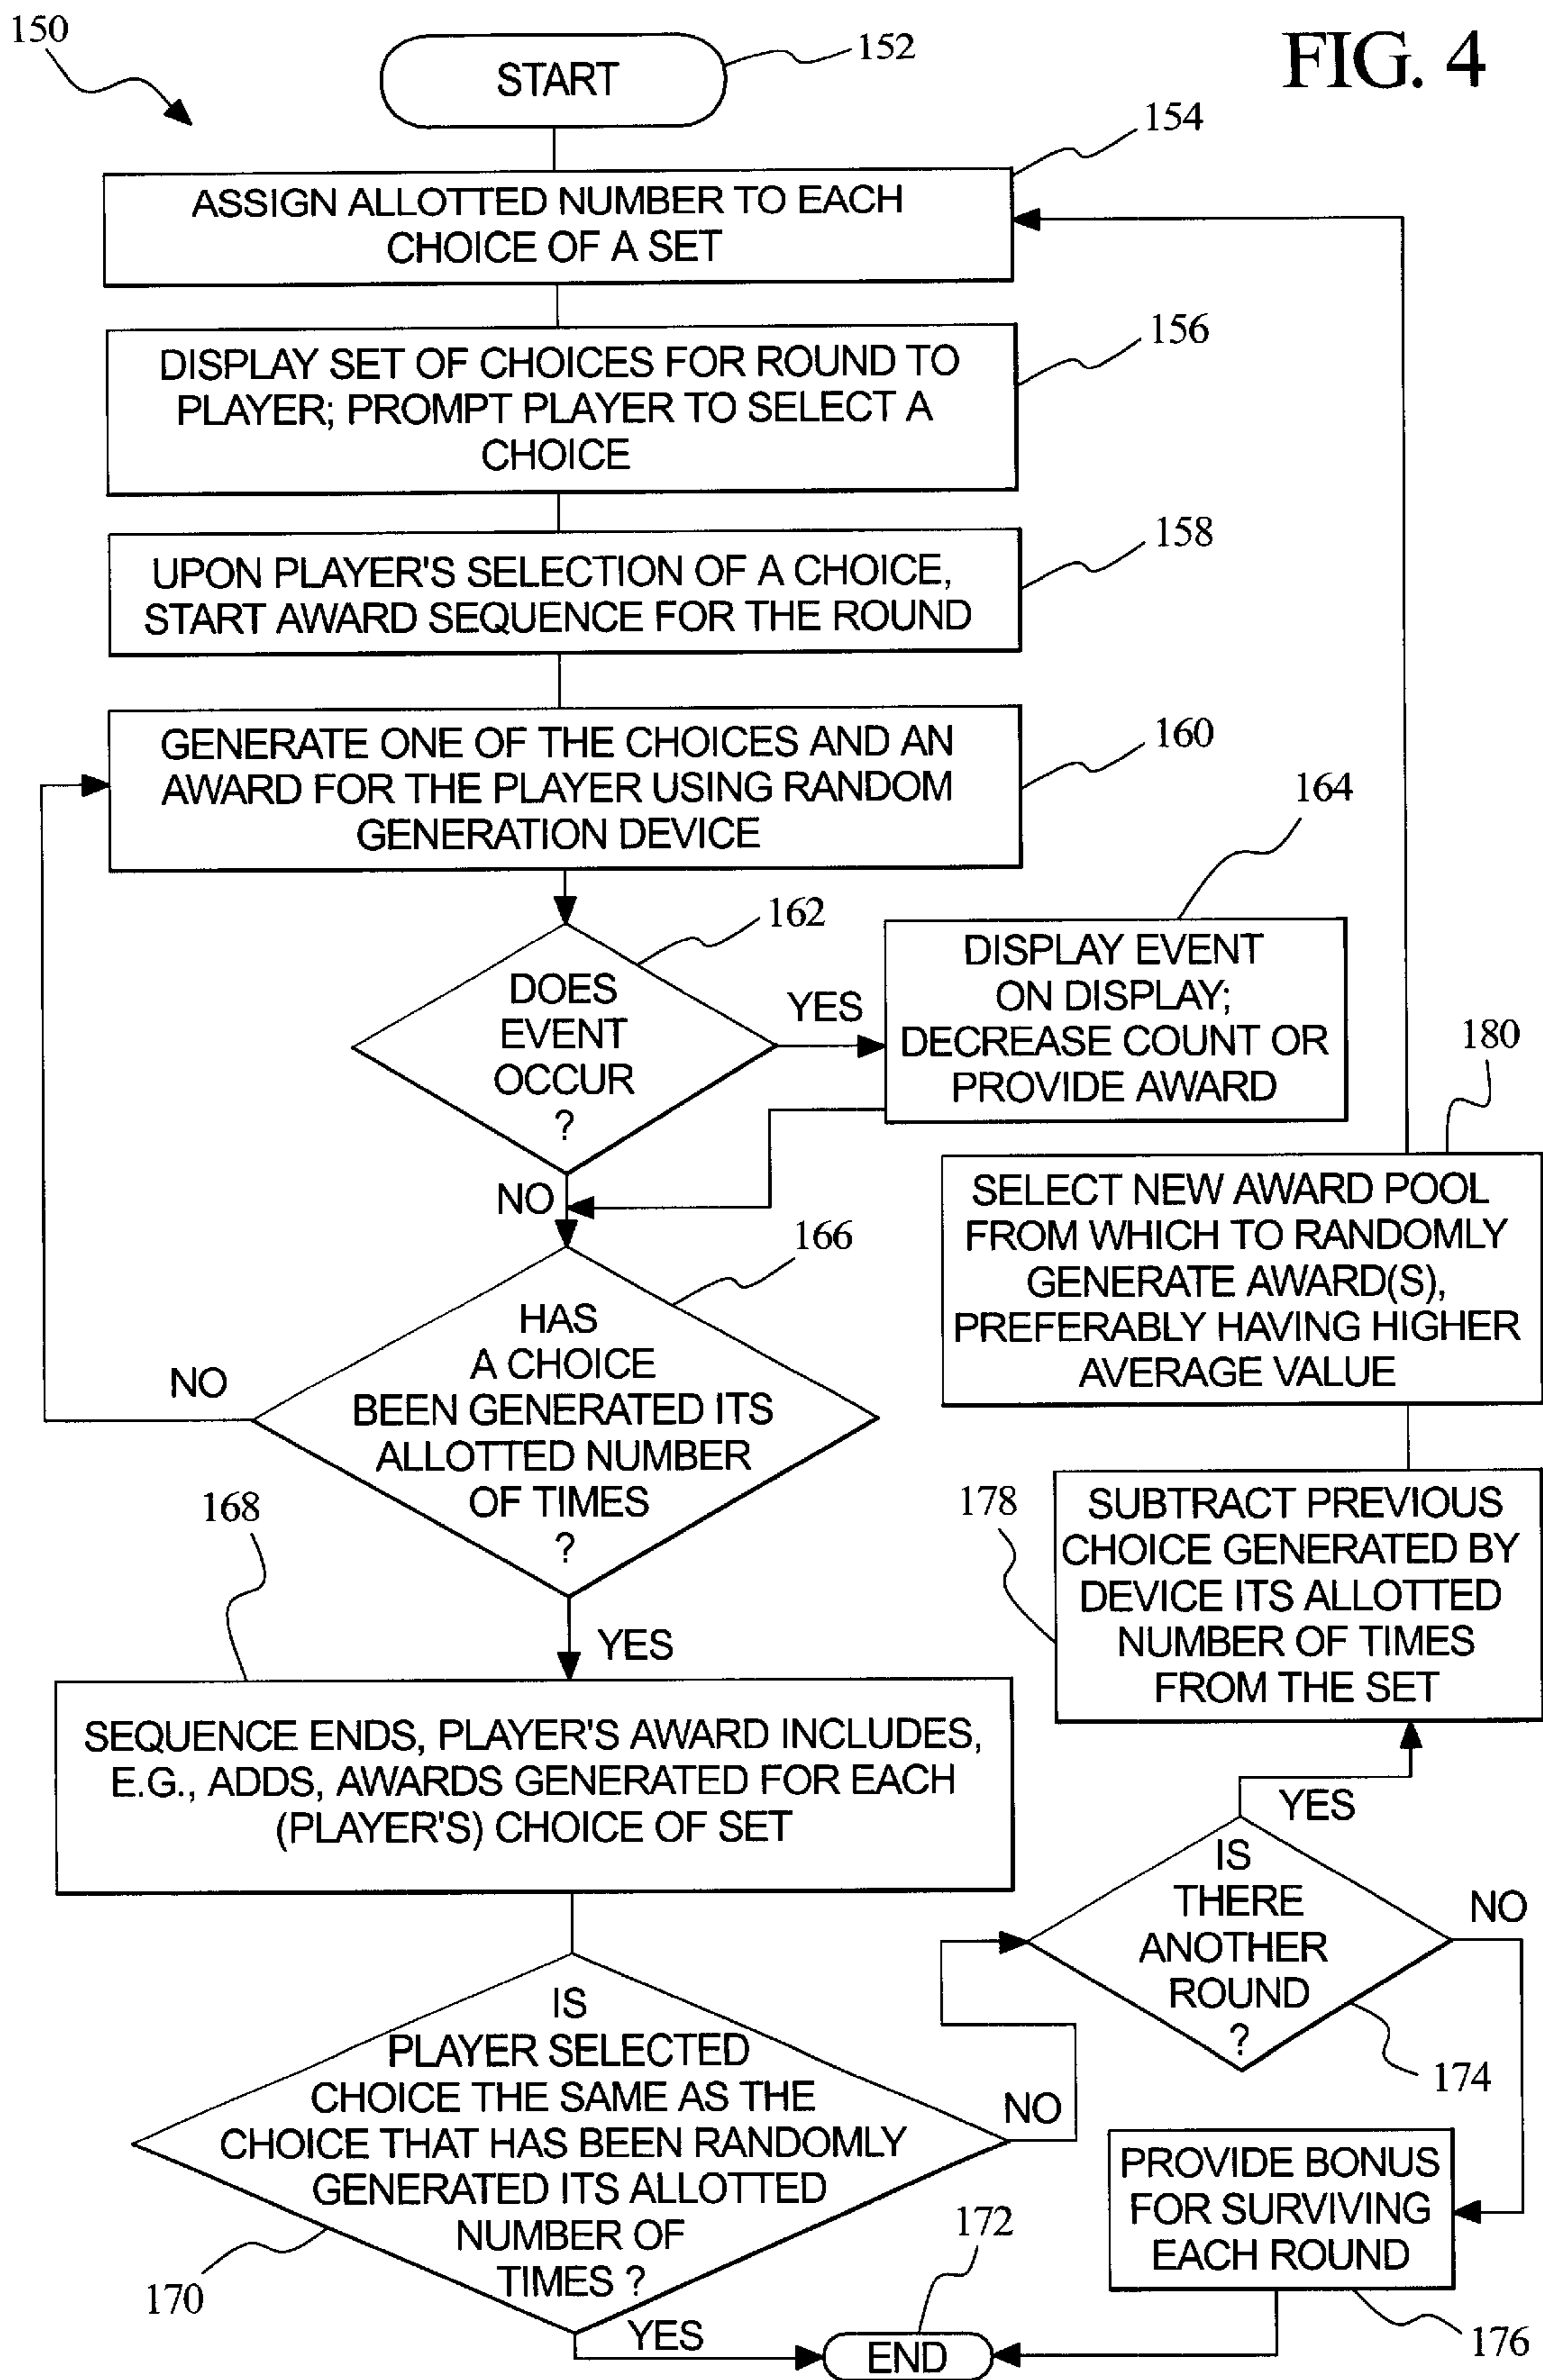 FIG. 4
150
START
152
154
ASSIGN ALLOTTED NUMBER TO EACH
CHOICE OF A SET
156
DISPLAY SET OF CHOICES FOR ROUND TO
PLAYER; PROMPT PLAYER TO SELECT A
CHOICE
158
UPON PLAYER'S SELECTION OF A CHOICE,
START AWARD SEQUENCE FOR THE ROUND
160
GENERATE ONE OF THE CHOICES AND AN
AWARD FOR THE PLAYER USING RANDOM
GENERATION DEVICE
162
DOES
EVENT
OCCUR
?
YES
NO
164
DISPLAY EVENT
ON DISPLAY;
DECREASE COUNT OR
PROVIDE AWARD
166
HAS
A CHOICE
BEEN GENERATED ITS
ALLOTTED NUMBER
OF TIMES
?
NO
YES
168
SEQUENCE ENDS, PLAYER'S AWARD INCLUDES,
E.G., ADDS, AWARDS GENERATED FOR EACH
(PLAYER'S) CHOICE OF SET
IS
PLAYER SELECTED
CHOICE THE SAME AS THE
CHOICE THAT HAS BEEN RANDOMLY
GENERATED ITS ALLOTTED
NUMBER OF
TIMES ?
170
NO
YES
172
END
180
SELECT NEW AWARD POOL
FROM WHICH TO RANDOMLY
GENERATE AWARD(S),
PREFERABLY HAVING HIGHER
AVERAGE VALUE
178
SUBTRACT PREVIOUS
CHOICE GENERATED BY
DEVICE ITS ALLOTTED
NUMBER OF TIMES
FROM THE SET
YES
IS
THERE
ANOTHER
ROUND
?
NO
174
PROVIDE BONUS
FOR SURVIVING
EACH ROUND
176